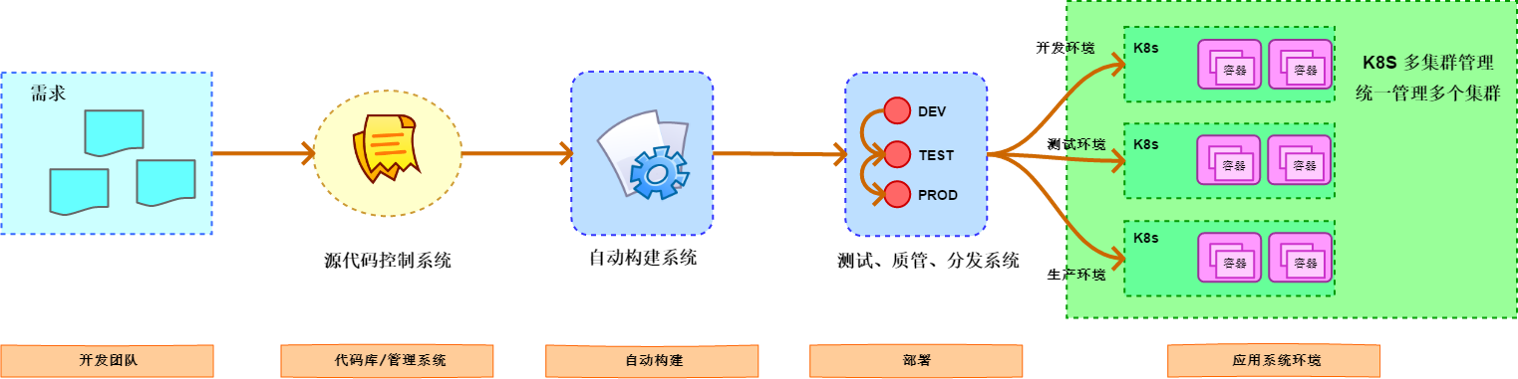 需求
源代码控制系统
自动构建系统
DEV
TEST
PROD
测试、质管、分发系统
开发环境
测试环境
生产环境
K8s
容器
容器
K8s
容器
容器
K8s
容器
容器
K8S 多集群管理
统一管理多个集群
开发团队
代码库/管理系统
自动构建
部署
应用系统环境